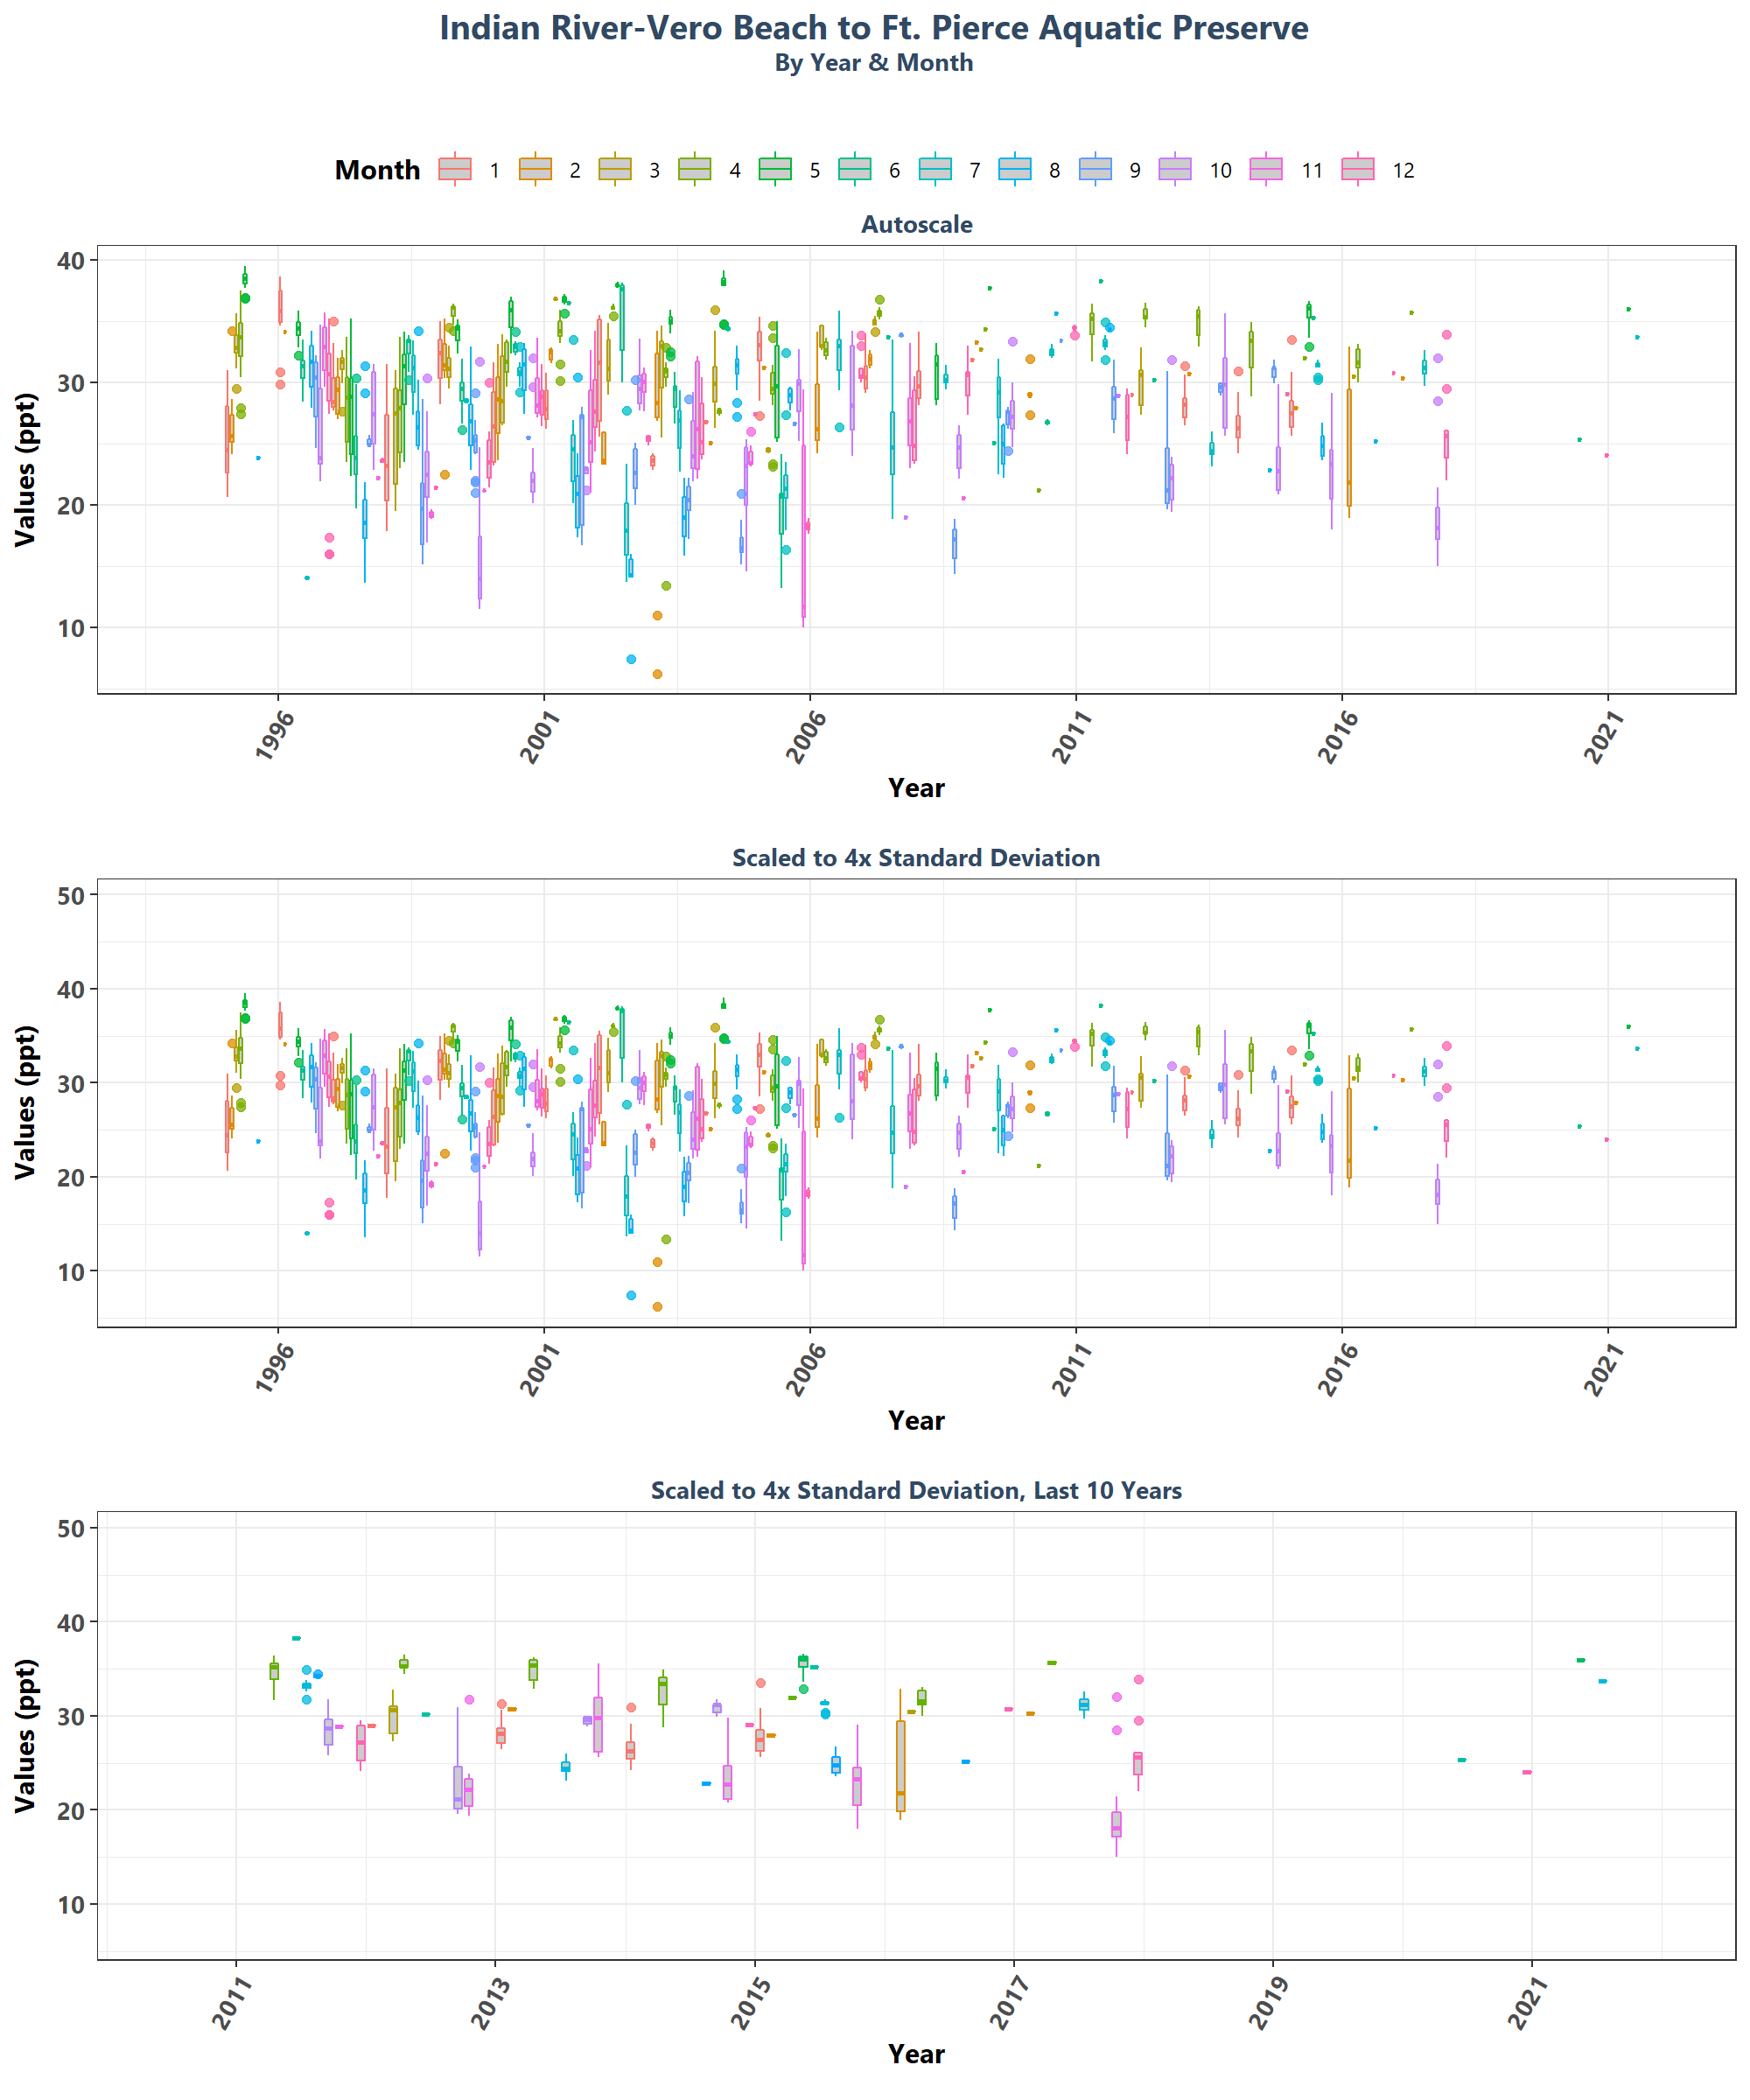 Indian River-Vero Beach to Ft. Pierce Aquatic Preserve
By Year & Month
Month 1 2 3 4 5 6 7 8 9 10 11 12
Autoscale
Values (ppt)
40
30
20
10
1996 2001 2006 2011 2016 2021
Year
Scaled to 4x Standard Deviation
Values (ppt)
50
40
30
20
10
1996 2001 2006 2011 2016 2021
Year
Scaled to 4x Standard Deviation, Last 10 Years
Values (ppt)
50
40
30
20
10
2011 2013 2015 2017 2019 2021
Year